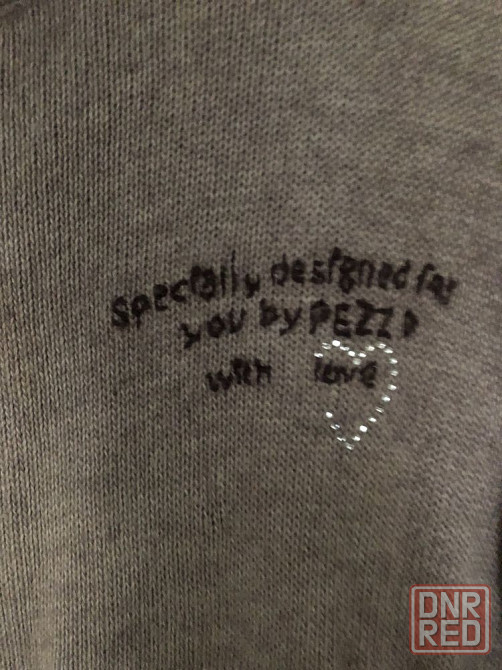 specially designed for
you by PEZZO
with love
DNR
RED